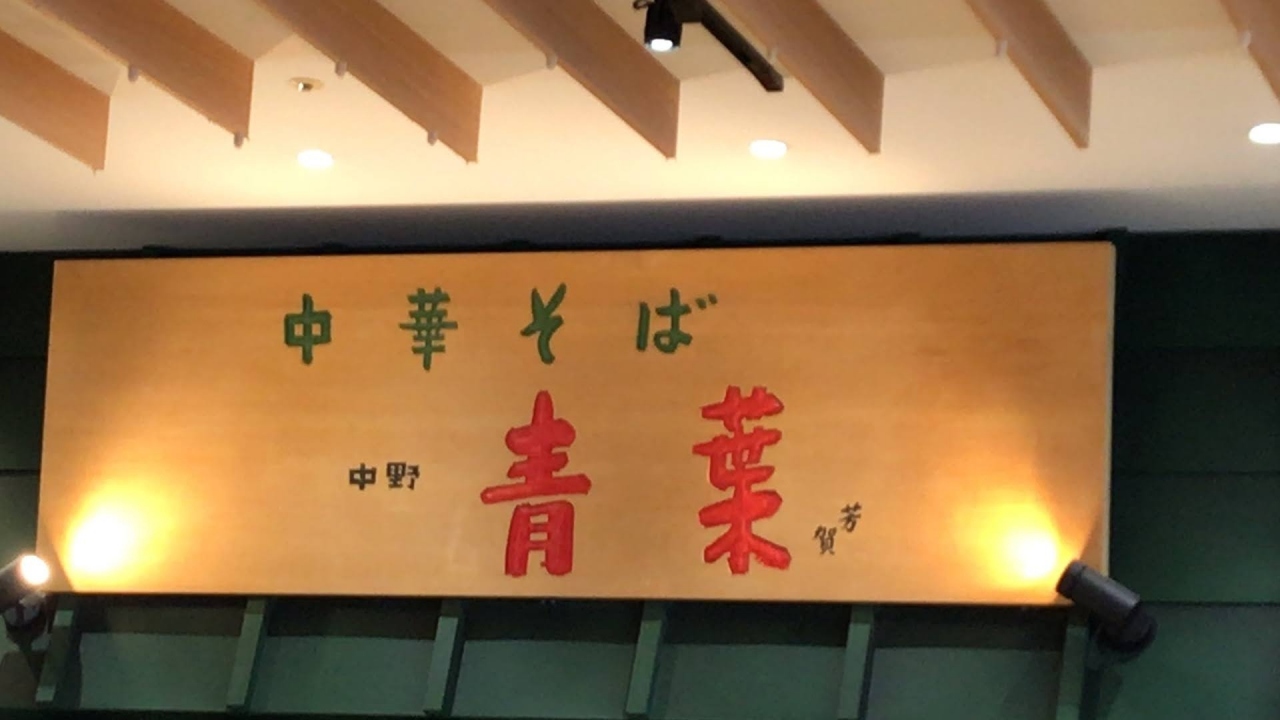 中華そば
中野 青葉
芳賀